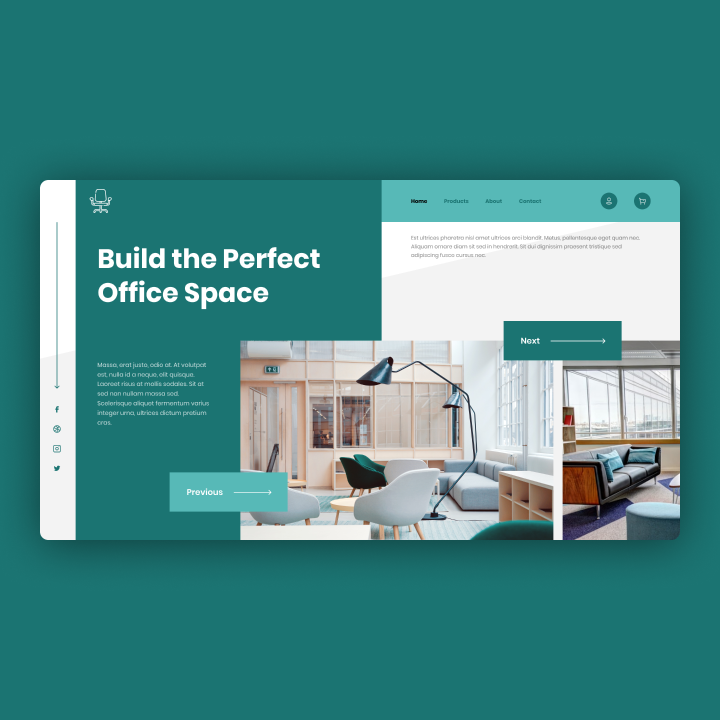 Home Products About Contact
Build the Perfect
Office Space
Est ultrices pharetra nisl amet ultrices orci blandit. Metus, pellentesque eget quam nec.
Aliquam ornare diam sit sed in hendrerit. Sit dui dignissim praesent tristique sed
adipiscing fusce cursus nec.
Next
Massa, erat justo, odio at. At volutpat
est, nulla id a neque, elit quisque.
Laoreet risus at mollis sodales. Sit at
sed non nullam massa sed.
Scelerisque aliquet fermentum varius
integer urna, ultrices dictum pretium
cras.
Previous